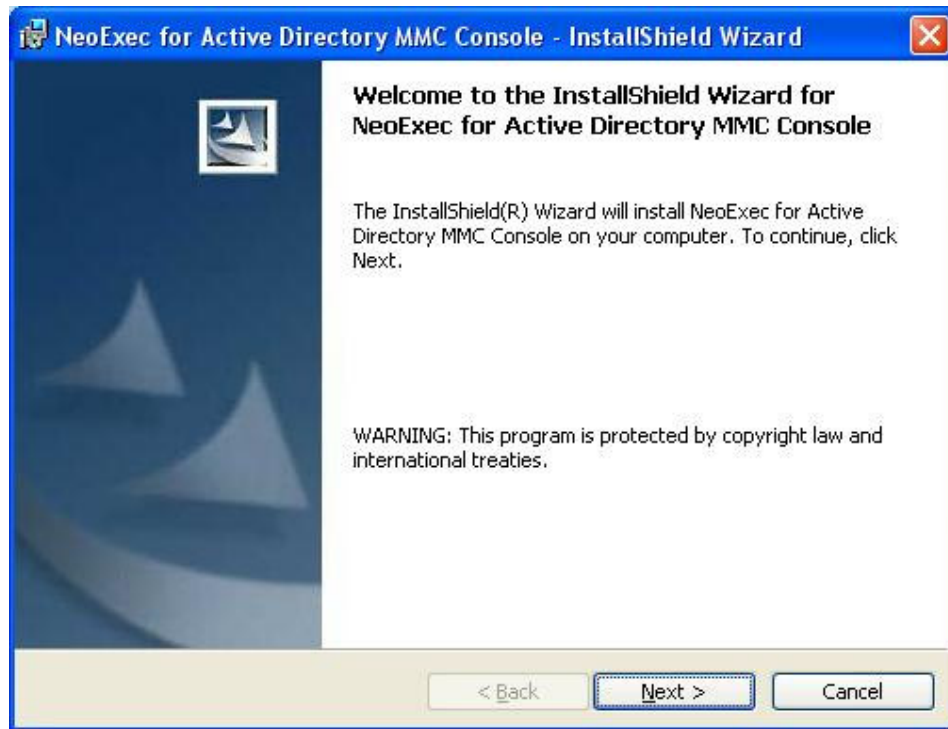 NeoExec for Active Directory MMC Console - InstallShield Wizard
Welcome to the InstallShield Wizard for
NeoExec for Active Directory MMC Console
The InstallShield(R) Wizard will install NeoExec for Active
Directory MMC Console on your computer. To continue, click
Next.
WARNING: This program is protected by copyright law and
international treaties.
< Back Next > Cancel